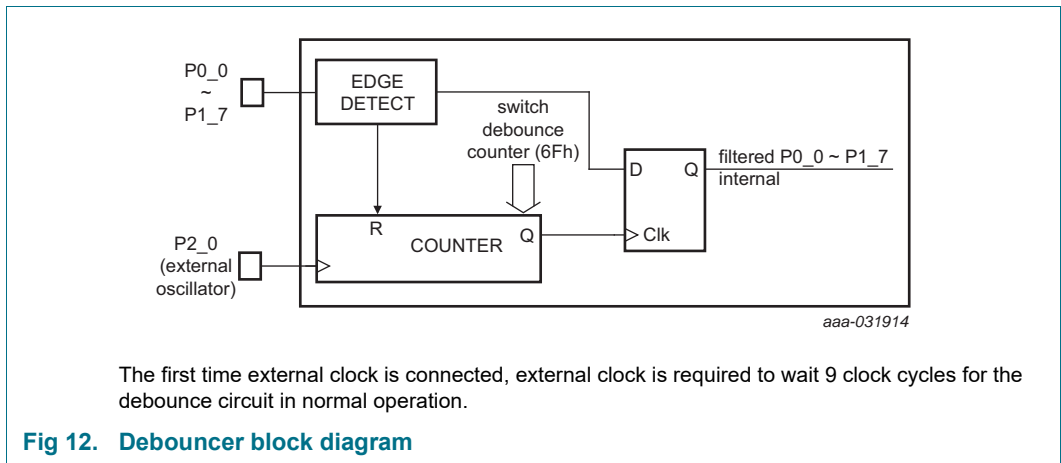 P0_0
~
P1_7
EDGE
DETECT
switch
debounce
counter (6Fh)
D
Q
filtered P0_0 ~ P1_7
internal
Clk
R
COUNTER
Q
P2_0
(external
oscillator)
aaa-031914
The first time external clock is connected, external clock is required to wait 9 clock cycles for the
debounce circuit in normal operation.
Fig 12. Debouncer block diagram